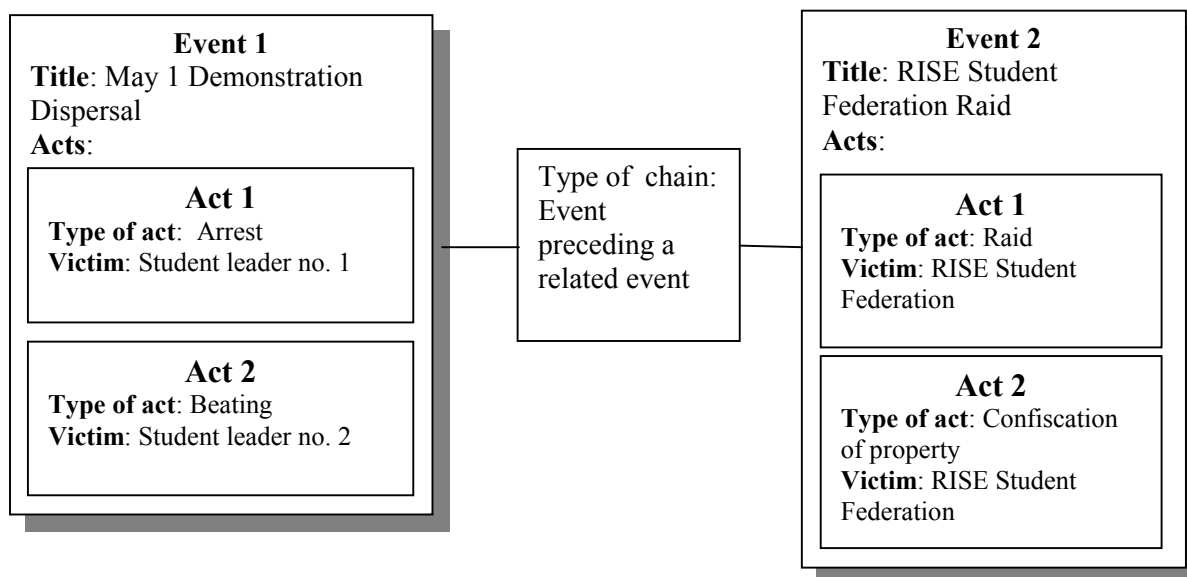 Event 1
Title: May 1 Demonstration
Dispersal
Acts:
Act 1
Type of act: Arrest
Victim: Student leader no. 1
Act 2
Type of act: Beating
Victim: Student leader no. 2
Type of chain:
Event
preceding a
related event
Event 2
Title: RISE Student
Federation Raid
Acts:
Act 1
Type of act: Raid
Victim: RISE Student
Federation
Act 2
Type of act: Confiscation
of property
Victim: RISE Student
Federation